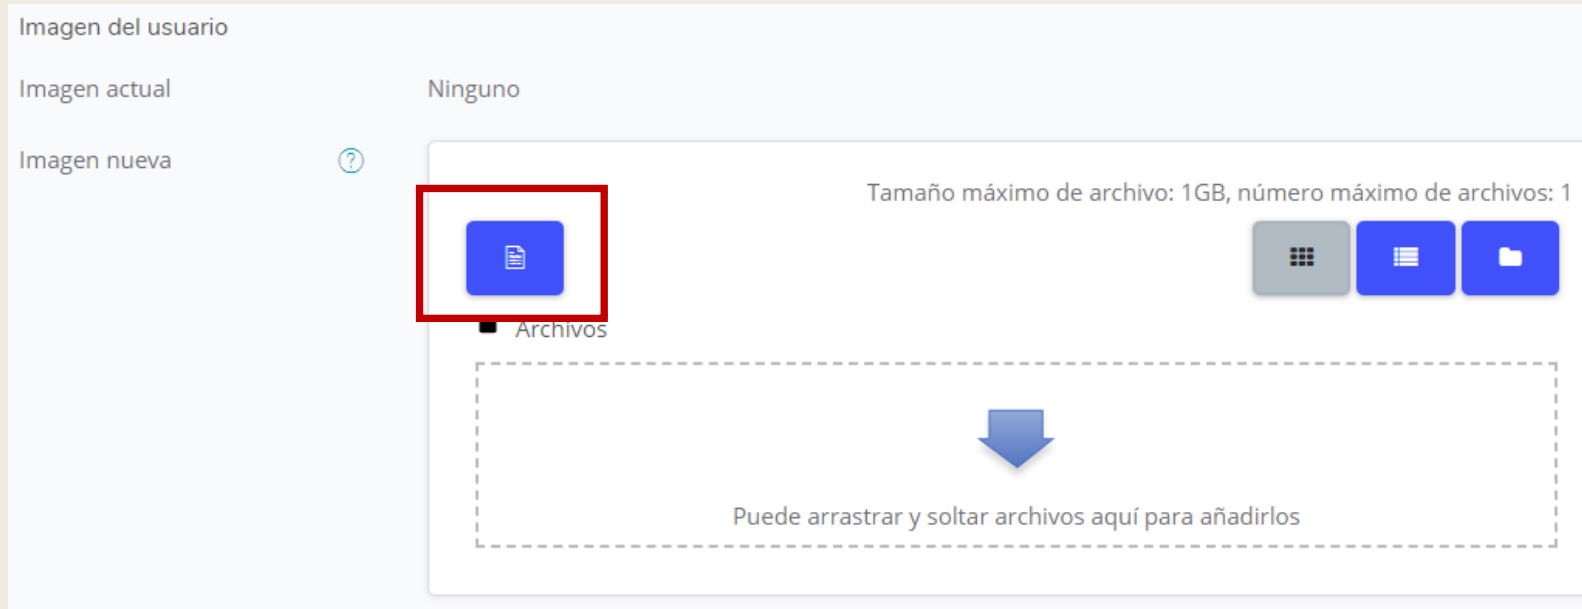 Imagen del usuario
Imagen actual
Ninguno
Imagen nueva
Tamaño máximo de archivo: 1GB, número máximo de archivos: 1
Archivos
Puede arrastrar y soltar archivos aquí para añadirlos